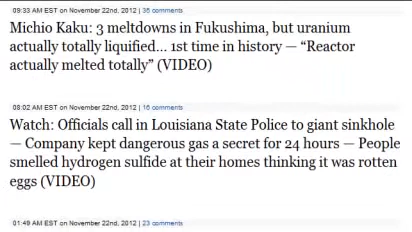 09:33 AM EST on November 22nd, 2012 | 36 comments
Michio Kaku: 3 meltdowns in Fukushima, but uranium
actually totally liquified… 1st time in history — “Reactor
actually melted totally” (VIDEO)
08:02 AM EST on November 22nd, 2012 | 16 comments
Watch: Officials call in Louisiana State Police to giant sinkhole
— Company kept dangerous gas a secret for 24 hours — People
smelled hydrogen sulfide at their homes thinking it was rotten
eggs (VIDEO)
01:49 AM EST on November 22nd, 2012 | 23 comments